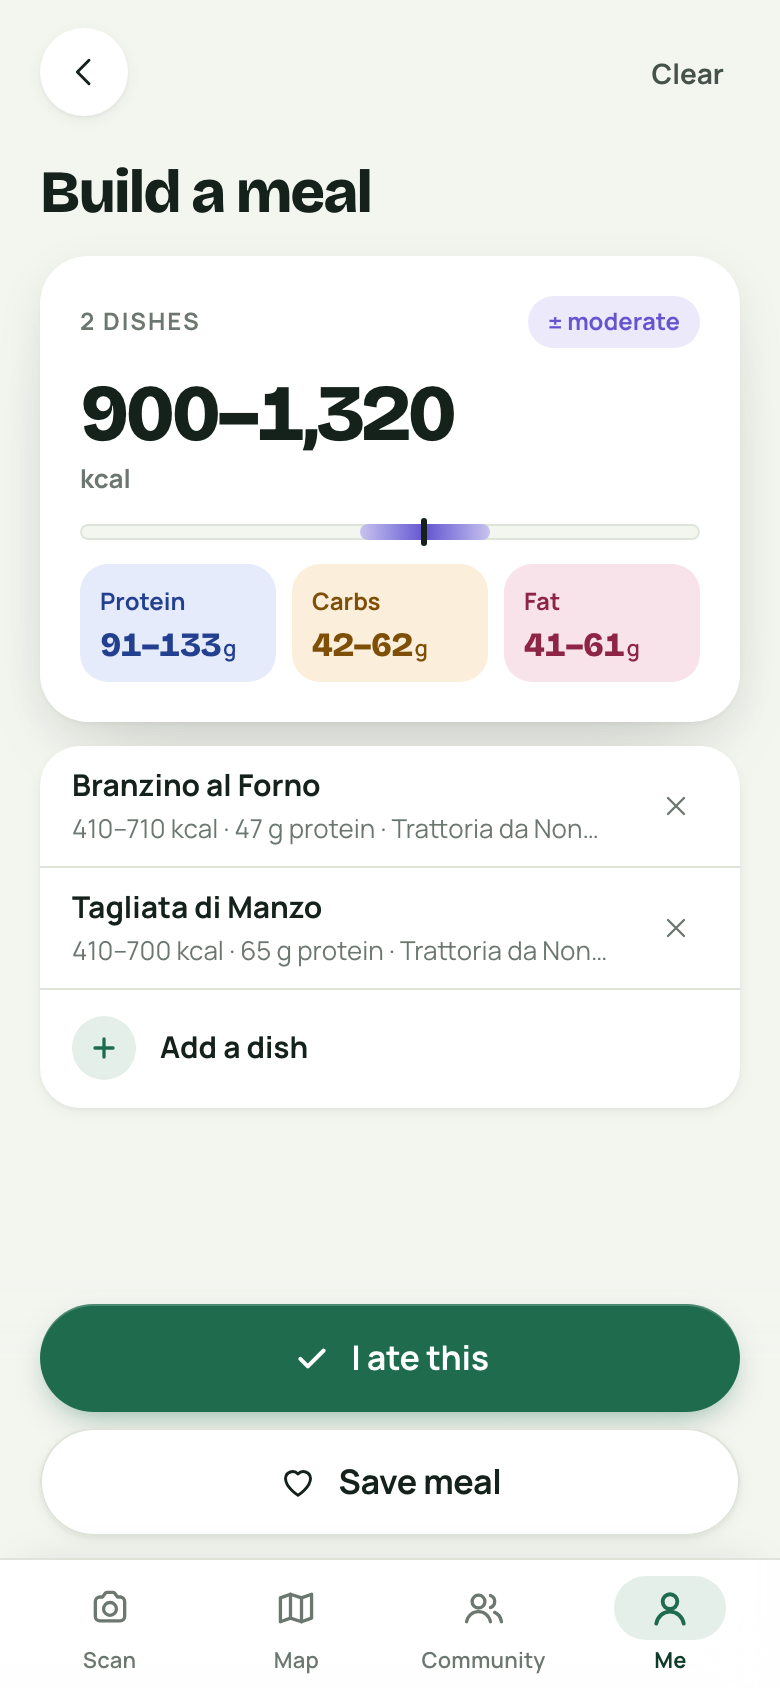 Clear
Build a meal
2 DISHES
± moderate
900–1,320
kcal
Protein
91–133g
Carbs
42–62g
Fat
41–61g
Branzino al Forno
410–710 kcal · 47 g protein · Trattoria da Non...
Tagliata di Manzo
410–700 kcal · 65 g protein · Trattoria da Non...
Add a dish
I ate this
Save meal
Scan
Map
Community
Me